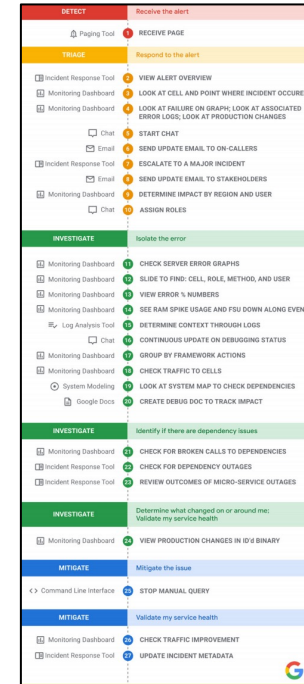 DETECT Receive the alert
Paging Tool 1 RECEIVE PAGE
TRIAGE Respond to the alert
Incident Response Tool 2 VIEW ALERT OVERVIEW
Monitoring Dashboard 3 LOOK AT CELL AND POINT WHERE INCIDENT OCCURE
Monitoring Dashboard 4 LOOK AT FAILURE ON GRAPH; LOOK AT ASSOCIATED
ERROR LOGS; LOOK AT PRODUCTION CHANGES
Chat 5 START CHAT
Email 6 SEND UPDATE EMAIL TO ON-CALLERS
Incident Response Tool 7 ESCALATE TO A MAJOR INCIDENT
Email 8 SEND UPDATE EMAIL TO STAKEHOLDERS
Monitoring Dashboard 9 DETERMINE IMPACT BY REGION AND USER
Chat 10 ASSIGN ROLES
INVESTIGATE Isolate the error
Monitoring Dashboard 11 CHECK SERVER ERROR GRAPHS
Monitoring Dashboard 12 SLIDE TO FIND: CELL, ROLE, METHOD, AND USER
Monitoring Dashboard 13 VIEW ERROR % NUMBERS
Monitoring Dashboard 14 SEE RAM SPIKE USAGE AND FSU DOWN ALONG EVEN
Log Analysis Tool 15 DETERMINE CONTEXT THROUGH LOGS
Chat 16 CONTINUOUS UPDATE ON DEBUGGING STATUS
Monitoring Dashboard 17 GROUP BY FRAMEWORK ACTIONS
Monitoring Dashboard 18 CHECK TRAFFIC TO CELLS
System Modeling 19 LOOK AT SYSTEM MAP TO CHECK DEPENDENCIES
Google Docs 20 CREATE DEBUG DOC TO TRACK IMPACT
INVESTIGATE Identify if there are dependency issues
Monitoring Dashboard 21 CHECK FOR BROKEN CALLS TO DEPENDENCIES
Incident Response Tool 22 CHECK FOR DEPENDENCY OUTAGES
Incident Response Tool 23 REVIEW OUTCOMES OF MICRO-SERVICE OUTAGES
INVESTIGATE Determine what changed on or around me;
Validate my service health
Monitoring Dashboard 24 VIEW PRODUCTION CHANGES IN ID'd BINARY
MITIGATE Mitigate the issue
Command Line Interface 25 STOP MANUAL QUERY
MITIGATE Validate my service health
Monitoring Dashboard 26 CHECK TRAFFIC IMPROVEMENT
Incident Response Tool 27 UPDATE INCIDENT METADATA